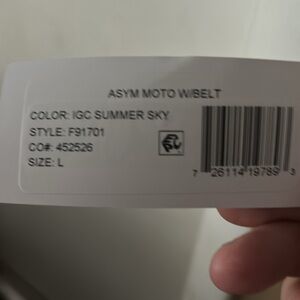 ASYM MOTO W/BELT
COLOR: IGC SUMMER SKY
STYLE: F91701
CO#: 452526
SIZE: L
7 26114 19789 3